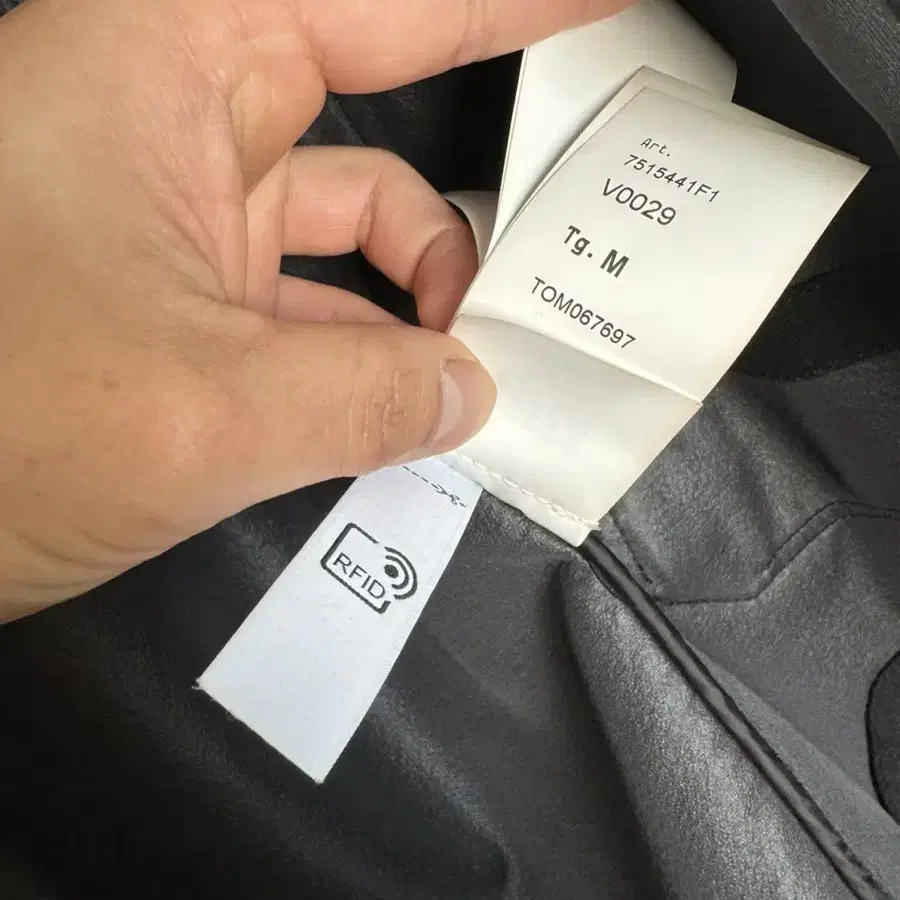 Art.
7515441F1
V0029
Tg. M
TOM067697
RFID